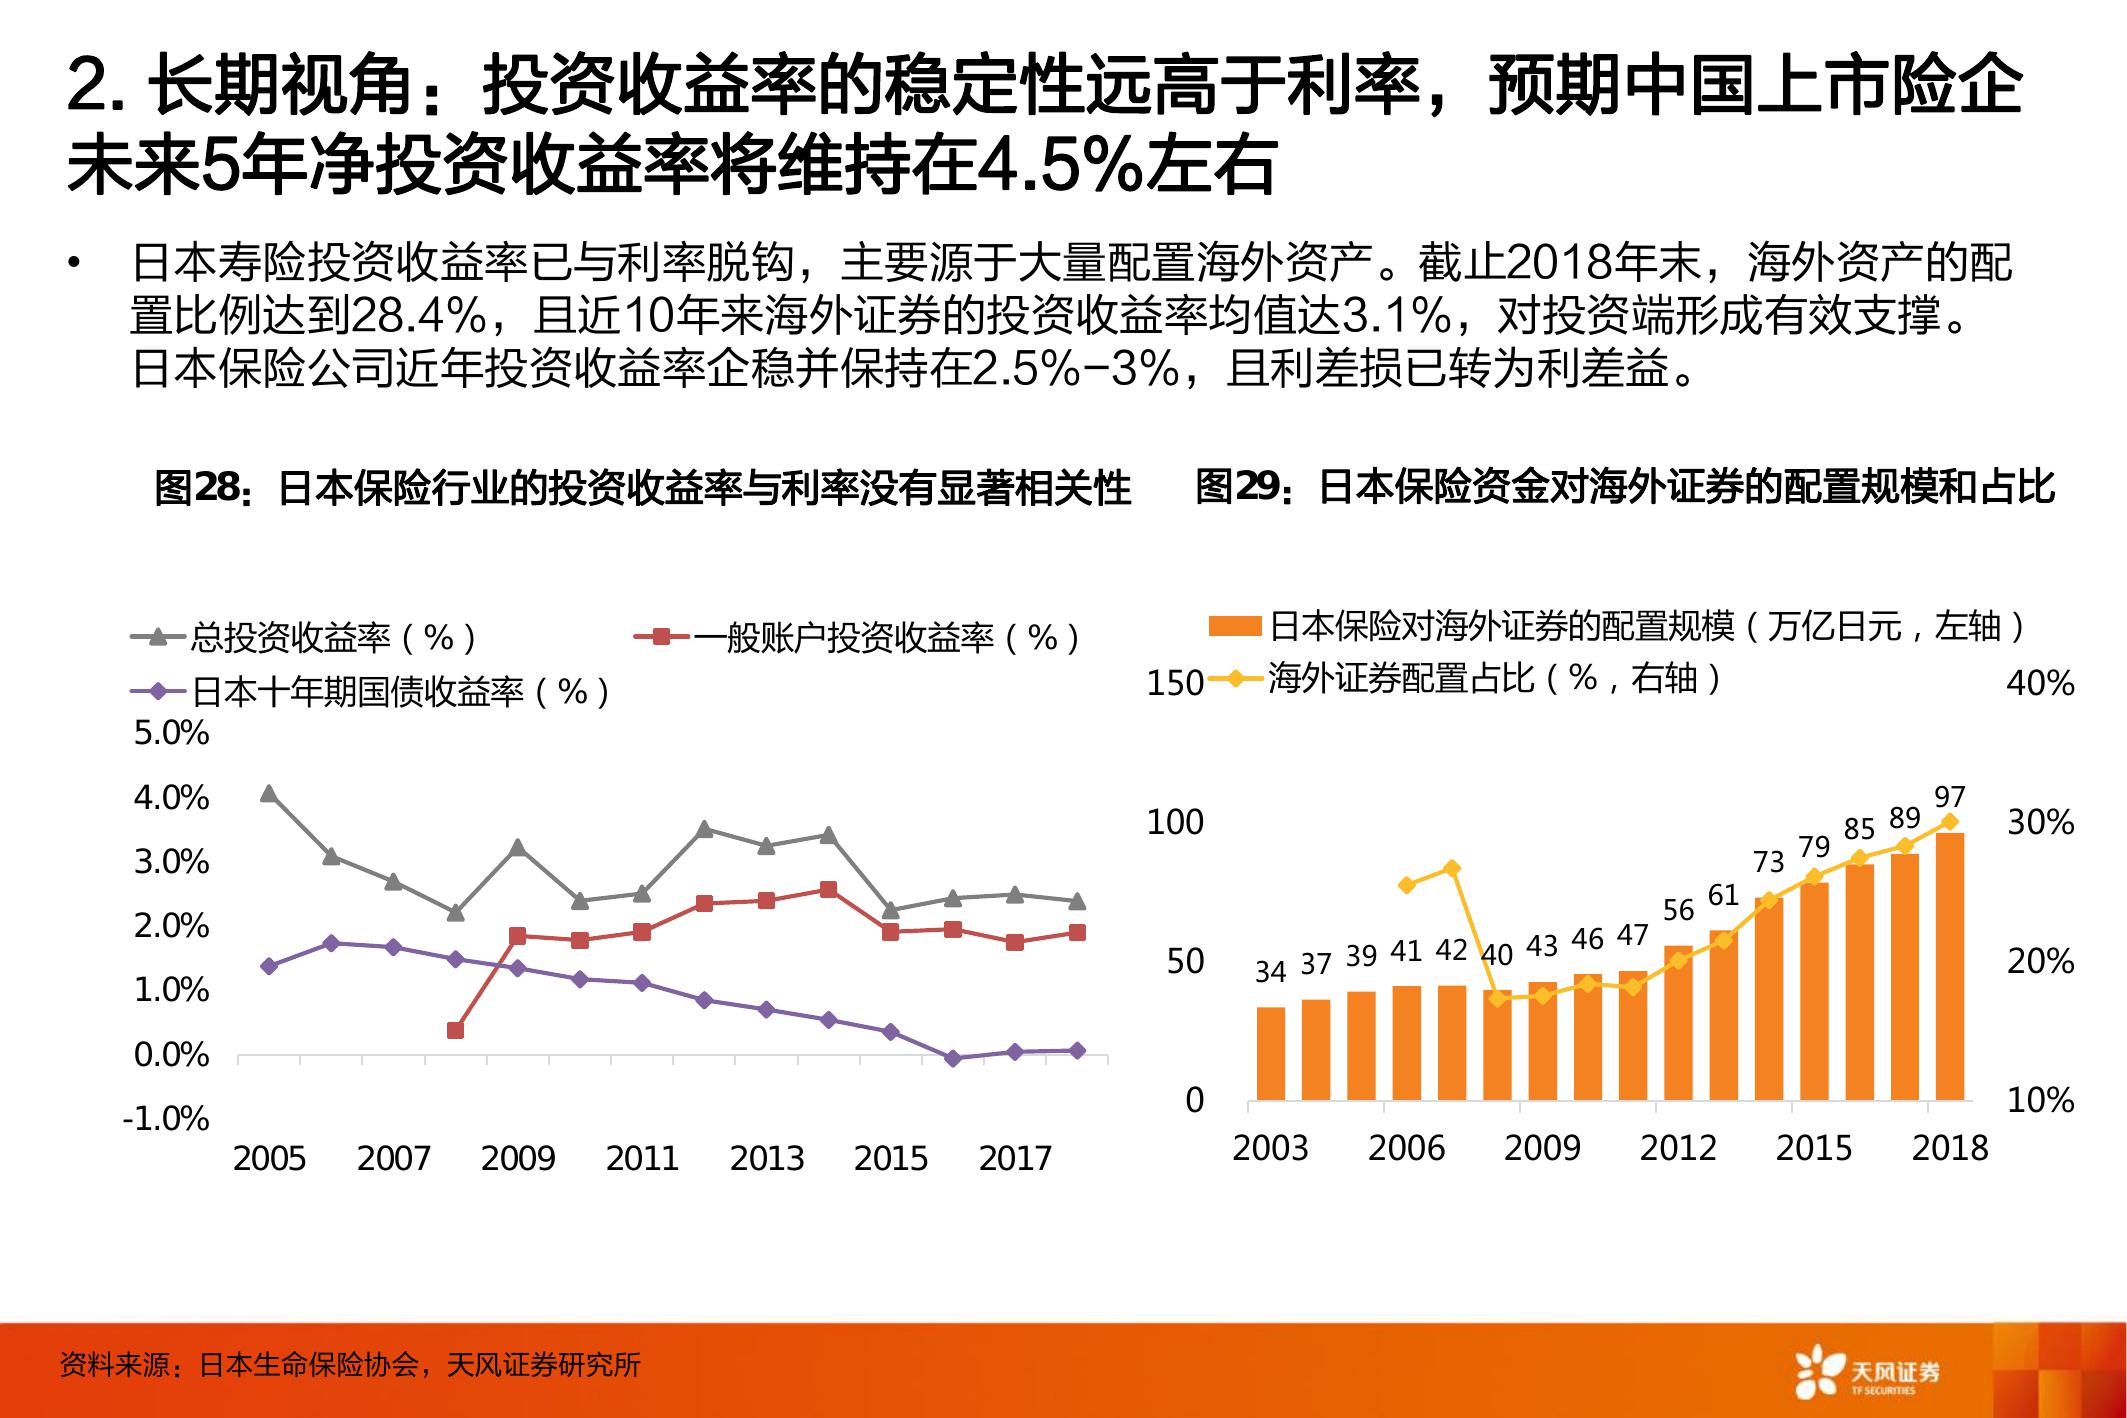 2. 长期视角：投资收益率的稳定性远高于利率，预期中国上市险企
未来5年净投资收益率将维持在4.5%左右
• 日本寿险投资收益率已与利率脱钩，主要源于大量配置海外资产。截止2018年末，海外资产的配
置比例达到28.4%，且近10年来海外证券的投资收益率均值达3.1%，对投资端形成有效支撑。
日本保险公司近年投资收益率企稳并保持在2.5%-3%，且利差损已转为利差益。
图28：日本保险行业的投资收益率与利率没有显著相关性
总投资收益率（%）
一般账户投资收益率（%）
日本十年期国债收益率（%）
5.0%
4.0%
3.0%
2.0%
1.0%
0.0%
-1.0%
2005 2007 2009 2011 2013 2015 2017
图29：日本保险资金对海外证券的配置规模和占比
日本保险对海外证券的配置规模（万亿日元，左轴）
海外证券配置占比（%，右轴）
150
100
50
0
40%
30%
20%
10%
34 37 39 41 42 40 43 46 47 56 61 73 79 85 89 97
2003 2006 2009 2012 2015 2018
资料来源：日本生命保险协会，天风证券研究所
天风证券
TF SECURITIES